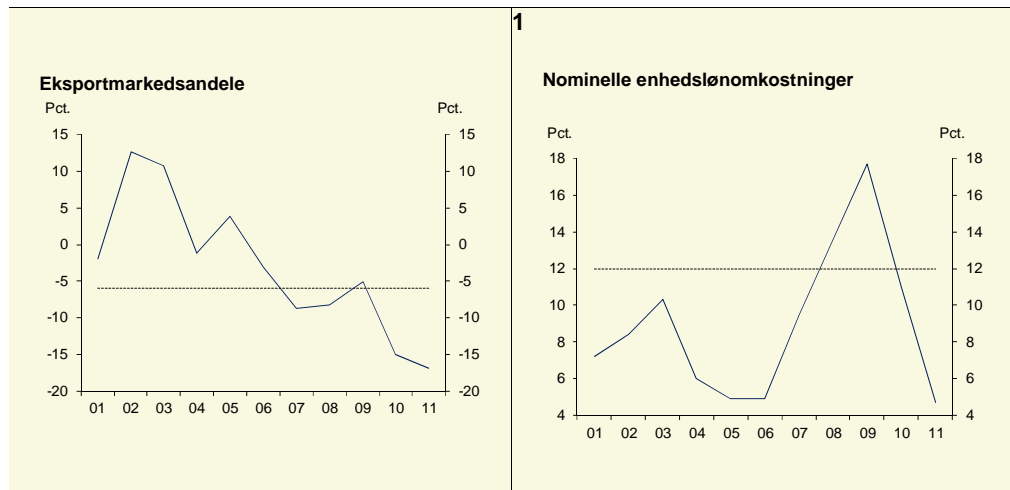 1
Eksportmarkedsandele
Pct. Pct.
15 15
10 10
5 5
0 0
-5 -5
-10 -10
-15 -15
-20 -20
01 02 03 04 05 06 07 08 09 10 11
Nominelle enhedslønomkostninger
Pct. Pct.
18 18
16 16
14 14
12 12
10 10
8 8
6 6
4 4
01 02 03 04 05 06 07 08 09 10 11